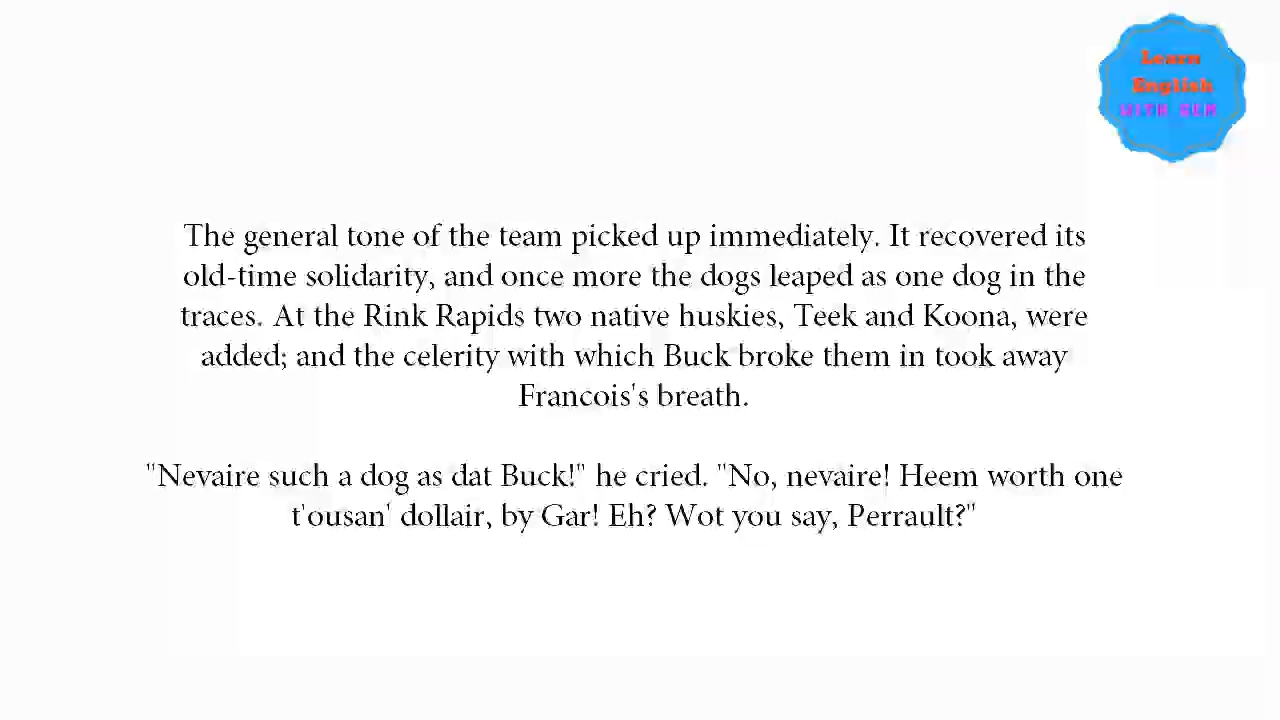 Learn
English
WITH GEM
The general tone of the team picked up immediately. It recovered its
old-time solidarity, and once more the dogs leaped as one dog in the
traces. At the Rink Rapids two native huskies, Teek and Koona, were
added; and the celerity with which Buck broke them in took away
Francois's breath.
"Nevaire such a dog as dat Buck!" he cried. "No, nevaire! Heem worth one
t'ousan' dollair, by Gar! Eh? Wot you say, Perrault?"